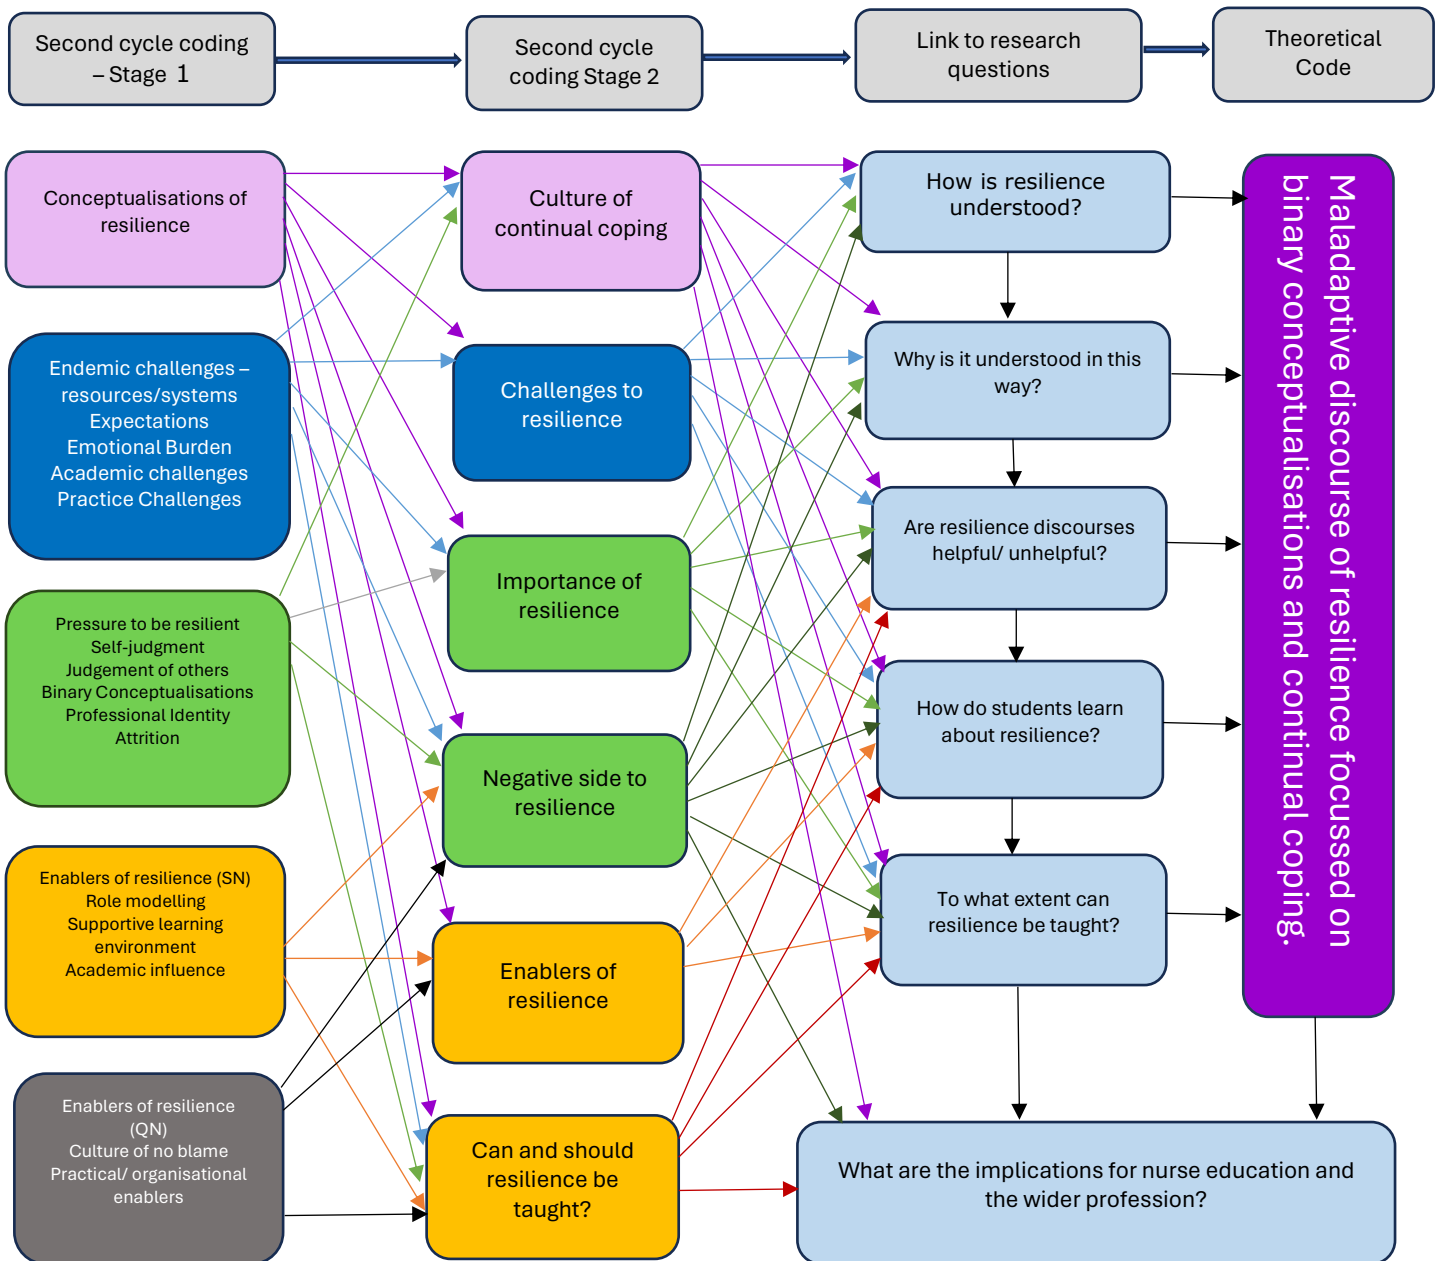 Second cycle coding
– Stage 1
Second cycle
coding Stage 2
Link to research
questions
Theoretical
Code
Conceptualisations of
resilience
Endemic challenges –
resources/systems
Expectations
Emotional Burden
Academic challenges
Practice Challenges
Pressure to be resilient
Self-judgment
Judgement of others
Binary Conceptualisations
Professional Identity
Attrition
Enablers of resilience (SN)
Role modelling
Supportive learning
environment
Academic influence
Enablers of resilience
(QN)
Culture of no blame
Practical/ organisational
enablers
Culture of
continual coping
Challenges to
resilience
Importance of
resilience
Negative side to
resilience
Enablers of
resilience
Can and should
resilience be
taught?
How is resilience
understood?
Why is it understood in this
way?
Are resilience discourses
helpful/ unhelpful?
How do students learn
about resilience?
To what extent can
resilience be taught?
What are the implications for nurse education and
the wider profession?
Maladaptive discourse of resilience focussed on
binary conceptualisations and continual coping.